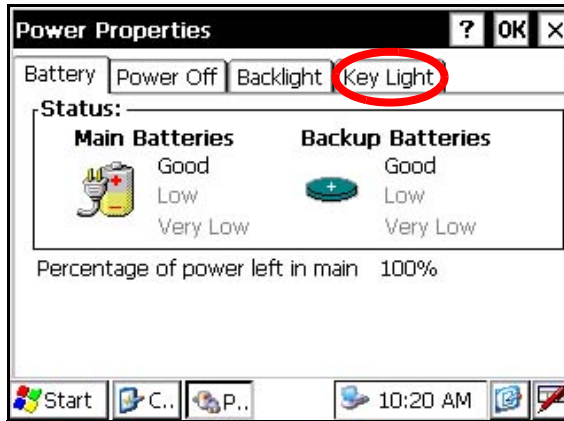 Power Properties ? OK ×
Battery Power Off Backlight Key Light
Status:
Main Batteries Backup Batteries
Good Good
Low Low
Very Low Very Low
Percentage of power left in main 100%
Start C.. P.. 10:20 AM